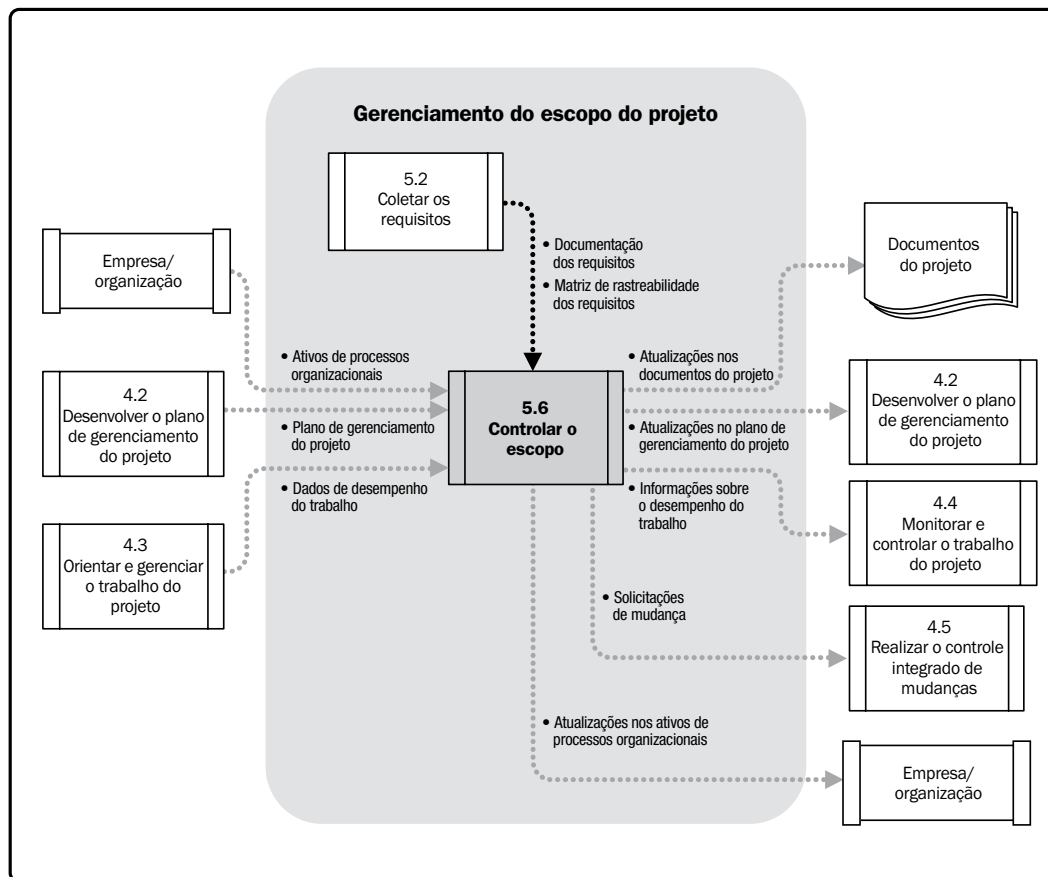 Gerenciamento do escopo do projeto
5.2
Coletar os
requisitos
• Documentação
dos requisitos
• Matriz de rastreabilidade
dos requisitos
Empresa/
organização
4.2
Desenvolver o plano
de gerenciamento
do projeto
4.3
Orientar e gerenciar
o trabalho do
projeto
• Ativos de processos
organizacionais
• Plano de gerenciamento
do projeto
• Dados de desempenho
do trabalho
5.6
Controlar o
escopo
• Atualizações nos
documentos do projeto
• Atualizações no plano de
gerenciamento do projeto
• Informações sobre
o desempenho do
trabalho
• Solicitações
de mudança
• Atualizações nos ativos de
processos organizacionais
Documentos
do projeto
4.2
Desenvolver o plano
de gerenciamento
do projeto
4.4
Monitorar e
controlar o trabalho
do projeto
4.5
Realizar o controle
integrado de
mudanças
Empresa/
organização